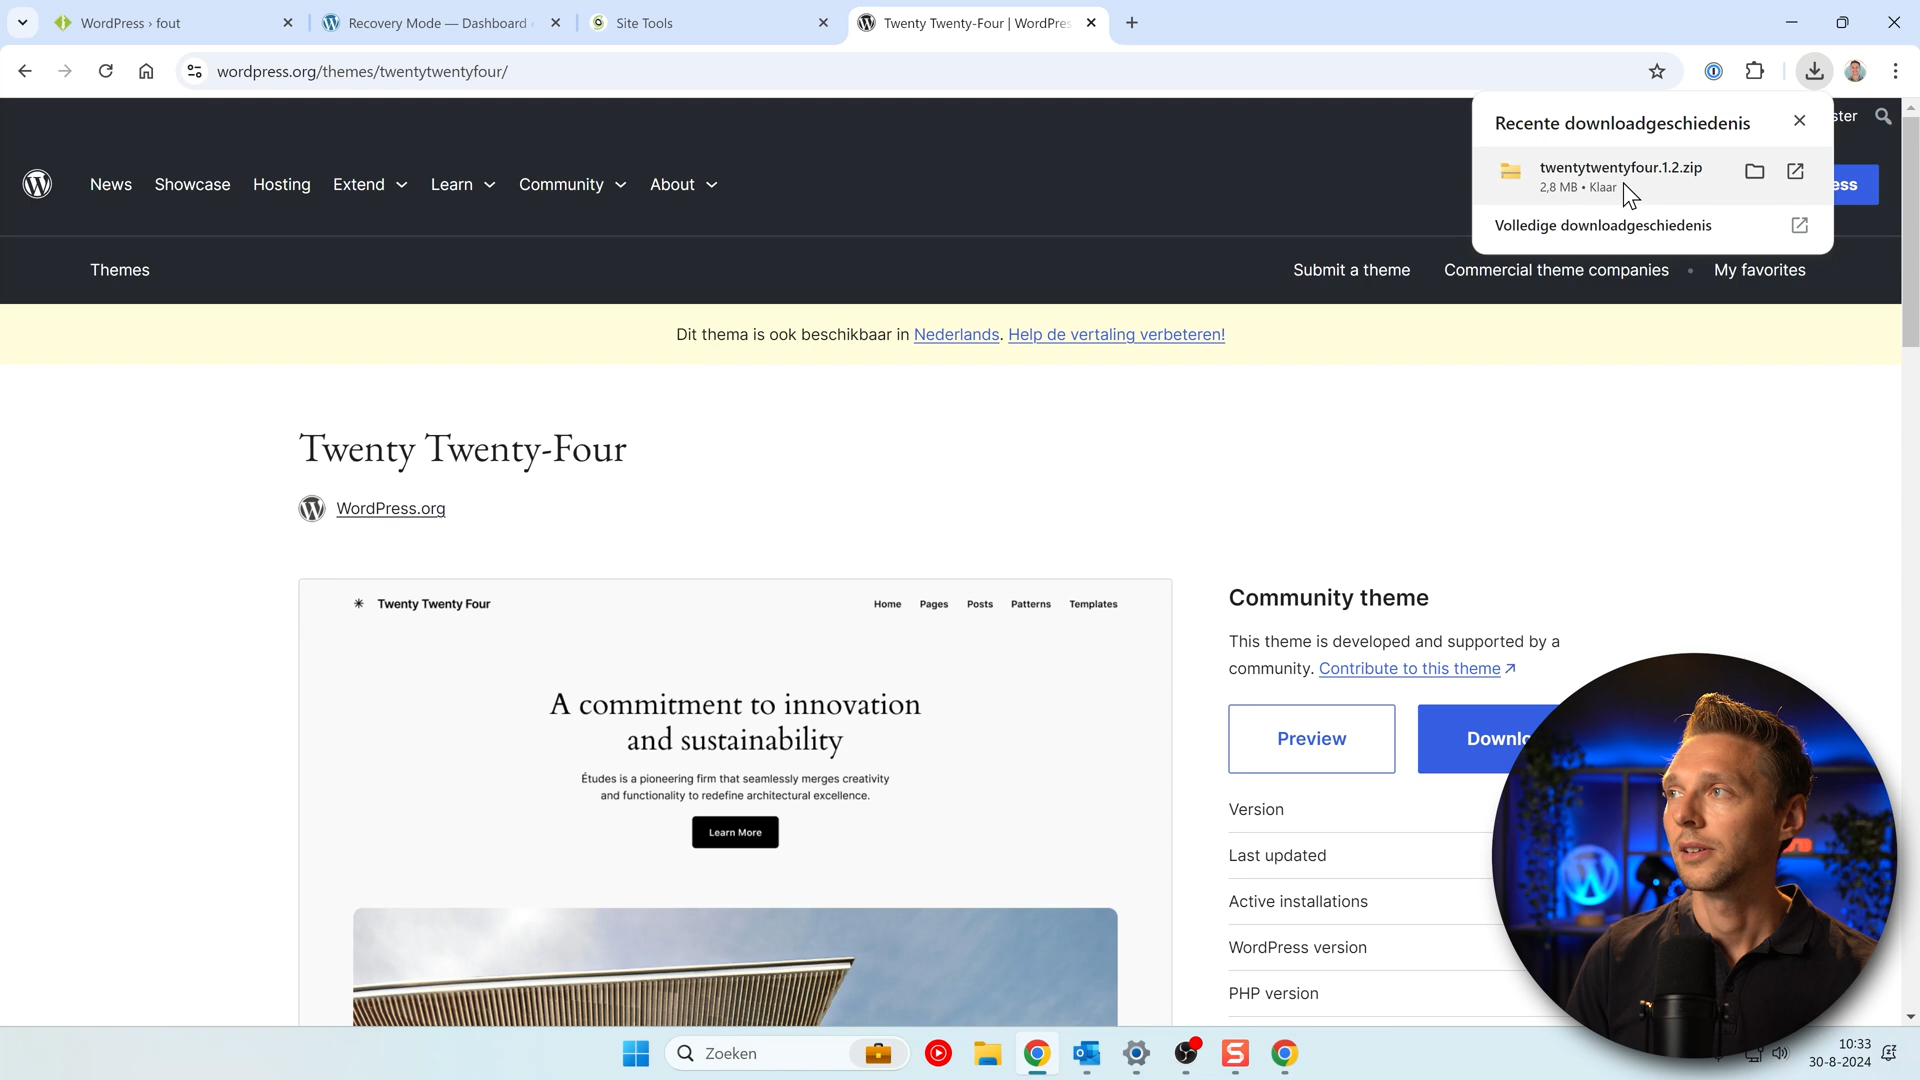 WordPress › fout
Recovery Mode — Dashboard
Site Tools
Twenty Twenty-Four | WordPres
wordpress.org/themes/twentytwentyfour/
Recente downloadgeschiedenis
twentytwentyfour.1.2.zip
2,8 MB • Klaar
Volledige downloadgeschiedenis
ster
News
Showcase
Hosting
Extend
Learn
Community
About
ess
Themes
Submit a theme
Commercial theme companies
My favorites
Dit thema is ook beschikbaar in Nederlands. Help de vertaling verbeteren!
Twenty Twenty-Four
WordPress.org
Twenty Twenty Four
Home
Pages
Posts
Patterns
Templates
A commitment to innovation
and sustainability
Études is a pioneering firm that seamlessly merges creativity
and functionality to redefine architectural excellence.
Learn More
Community theme
This theme is developed and supported by a
community. Contribute to this theme
Preview
Downlo
Version
Last updated
Active installations
WordPress version
PHP version
Zoeken
10:33
30-8-2024